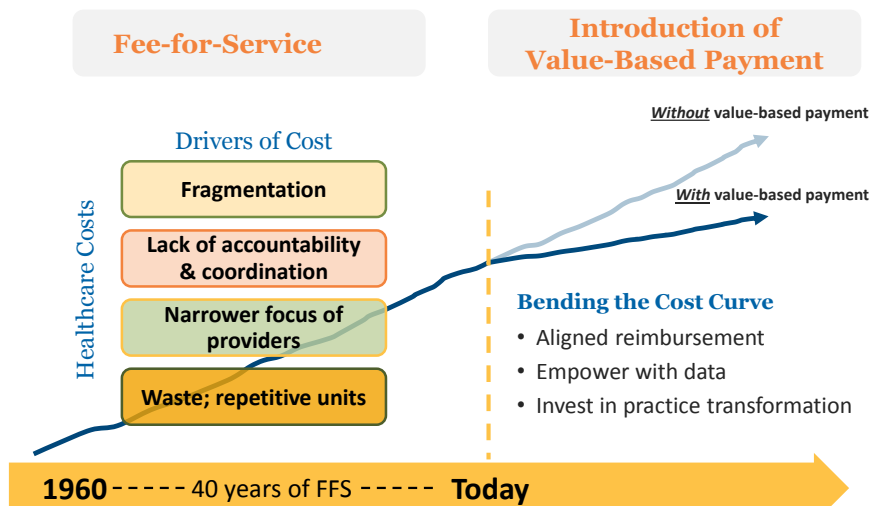 Fee-for-Service
Introduction of
Value-Based Payment
Without value-based payment
Drivers of Cost
Fragmentation
With value-based payment
Healthcare Costs
Lack of accountability
& coordination
Narrower focus of
providers
Waste; repetitive units
Bending the Cost Curve
• Aligned reimbursement
• Empower with data
• Invest in practice transformation
1960 ----- 40 years of FFS ----- Today